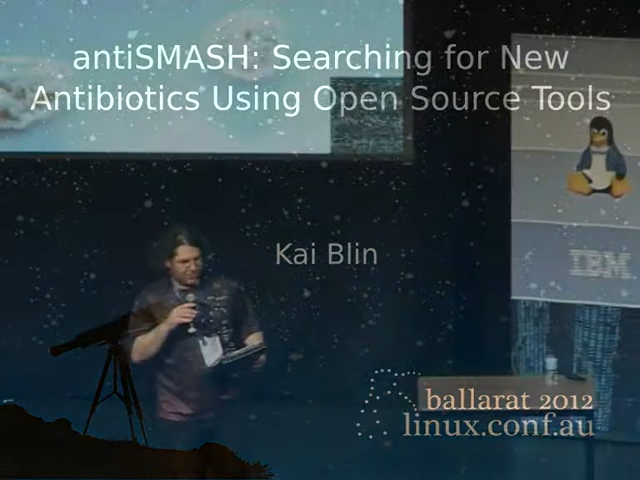 antiSMASH: Searching for New
Antibiotics Using Open Source Tools
Kai Blin
IBM
ballarat 2012
linux.conf.au